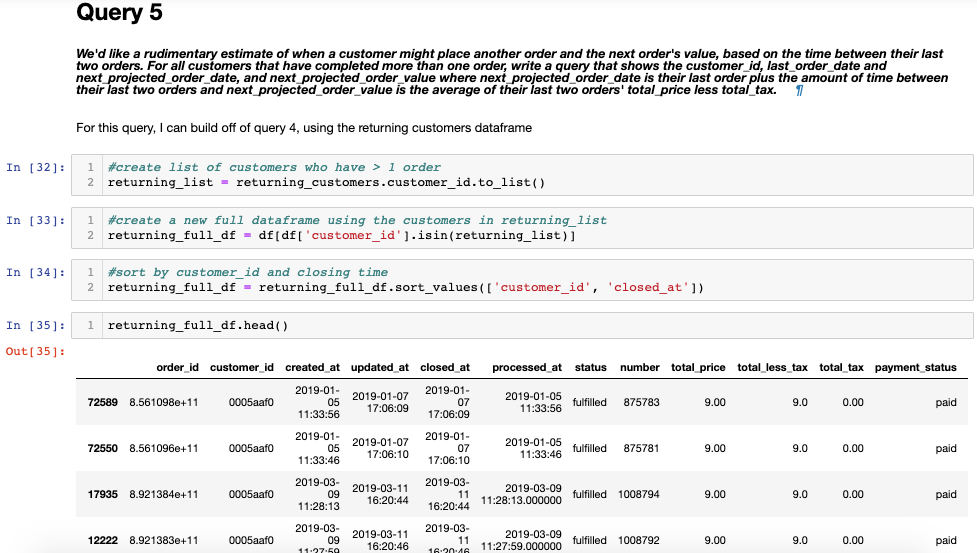 Query 5
We'd like a rudimentary estimate of when a customer might place another order and the next order's value, based on the time between their last
two orders. For all customers that have completed more than one order, write a query that shows the customer_id, last_order_date and
next_projected_order_date, and next_projected_order_value where next_projected_order_date is their last order plus the amount of time between
their last two orders and next_projected_order_value is the average of their last two orders' total_price less total_tax. ¶
For this query, I can build off of query 4, using the returning customers dataframe
In [32]: 1 #create list of customers who have > 1 order
2 returning_list = returning_customers.customer_id.to_list()
In [33]: 1 #create a new full dataframe using the customers in returning_list
2 returning_full_df = df[df['customer_id'].isin(returning_list)]
In [34]: 1 #sort by customer_id and closing time
2 returning_full_df = returning_full_df.sort_values(['customer_id', 'closed_at'])
In [35]: 1 returning_full_df.head()
Out[35]:
order_id customer_id created_at updated_at closed_at processed_at status number total_price total_less_tax total_tax payment_status
2019-01- 2019-01-
72589 8.561098e+11 0005aaf0 05 2019-01-07 07 2019-01-05 fulfilled 875783 9.00 9.0 0.00 paid
11:33:56 17:06:09 17:06:09 11:33:56
2019-01- 2019-01-
72550 8.561096e+11 0005aaf0 05 2019-01-07 07 2019-01-05 fulfilled 875781 9.00 9.0 0.00 paid
11:33:46 17:06:10 17:06:10 11:33:46
2019-03- 2019-03-
17935 8.921384e+11 0005aaf0 09 2019-03-11 11 2019-03-09 fulfilled 1008794 9.00 9.0 0.00 paid
11:28:13 16:20:44 16:20:44 11:28:13.000000
2019-03- 2019-03-
12222 8.921383e+11 0005aaf0 09 2019-03-11 11 2019-03-09 fulfilled 1008792 9.00 9.0 0.00 paid
11:27:59 16:20:46 16:20:46 11:27:59.000000